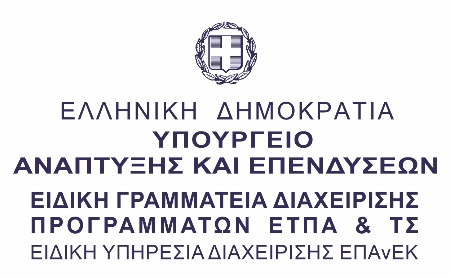 ΕΛΛΗΝΙΚΗ ΔΗΜΟΚΡΑΤΙΑ
ΥΠΟΥΡΓΕΙΟ
ΑΝΑΠΤΥΞΗΣ ΚΑΙ ΕΠΕΝΔΥΣΕΩΝ
ΕΙΔΙΚΗ ΓΡΑΜΜΑΤΕΙΑ ΔΙΑΧΕΙΡΙΣΗΣ
ΠΡΟΓΡΑΜΜΑΤΩΝ ΕΤΠΑ & ΤΣ
ΕΙΔΙΚΗ ΥΠΗΡΕΣΙΑ ΔΙΑΧΕΙΡΙΣΗΣ ΕΠΑνΕΚ